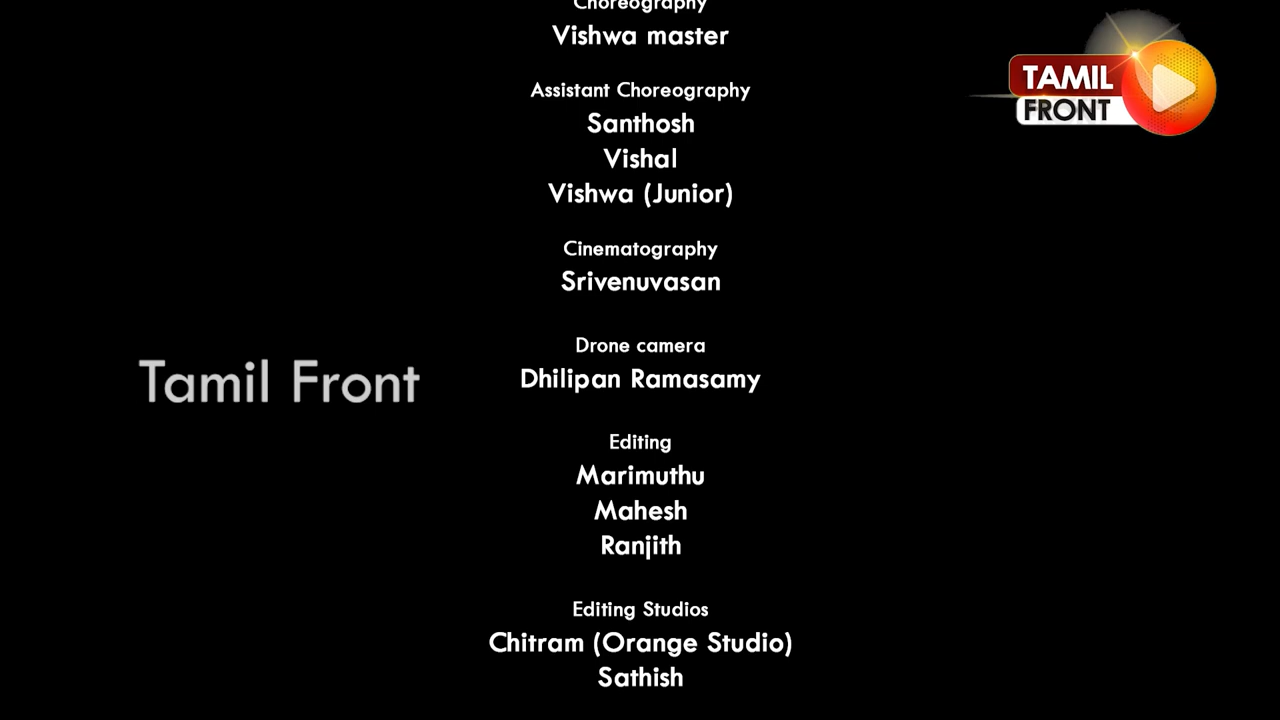 Choreography
Vishwa master
Assistant Choreography
Santhosh
Vishal
Vishwa (Junior)
Cinematography
Srivenuvasan
Drone camera
Dhilipan Ramasamy
Editing
Marimuthu
Mahesh
Ranjith
Editing Studios
Chitram (Orange Studio)
Sathish
Tamil Front
TAMIL
FRONT